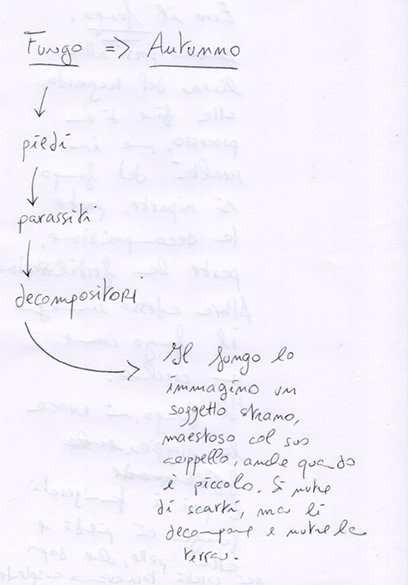 Fungo => Autunno
piedi
parassiti
decompositori
Il fungo lo
immagino un
soggetto strano,
maestoso col suo
cappello, anche quando
è piccolo. Si nutre
di scarti, ma li
decompone e nutre la
terra.